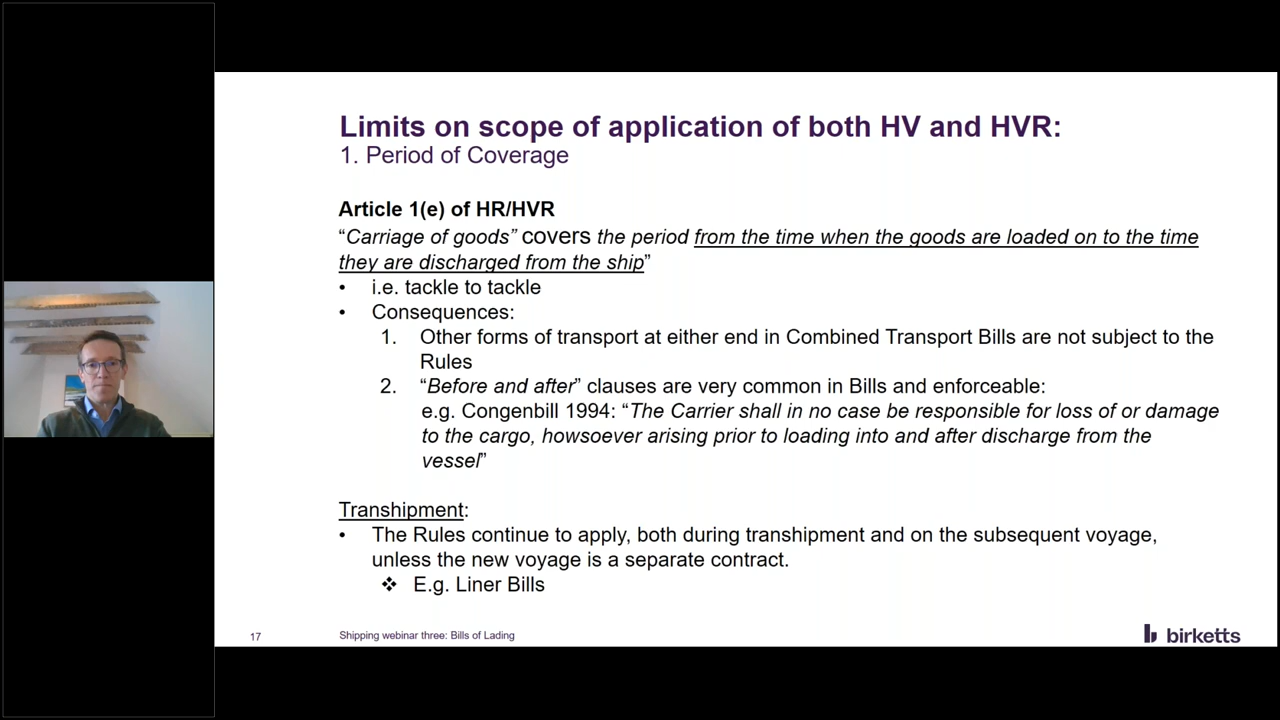 Limits on scope of application of both HV and HVR:
1. Period of Coverage
Article 1(e) of HR/HVR
“Carriage of goods” covers the period from the time when the goods are loaded on to the time
they are discharged from the ship”
• i.e. tackle to tackle
• Consequences:
1. Other forms of transport at either end in Combined Transport Bills are not subject to the
Rules
2. “Before and after” clauses are very common in Bills and enforceable:
e.g. Congenbill 1994: “The Carrier shall in no case be responsible for loss of or damage
to the cargo, howsoever arising prior to loading into and after discharge from the
vessel”
Transhipment:
• The Rules continue to apply, both during transhipment and on the subsequent voyage,
unless the new voyage is a separate contract.
❖ E.g. Liner Bills
17
Shipping webinar three: Bills of Lading
birketts